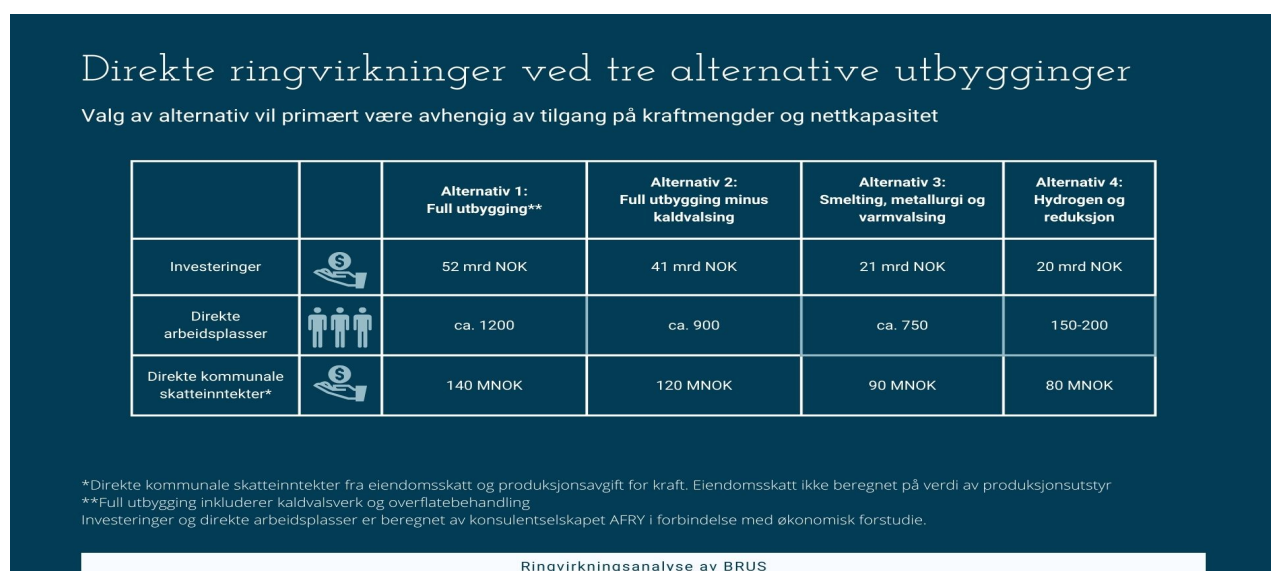 Direkte ringvirkninger ved tre alternative utbygginger
Valg av alternativ vil primært være avhengig av tilgang på kraftmengder og nettkapasitet
Alternativ 1:
Full utbygging**
Alternativ 2:
Full utbygging minus
kaldvalsing
Alternativ 3:
Smelting, metallurgi og
varmvalsing
Alternativ 4:
Hydrogen og
reduksjon
Investeringer
52 mrd NOK
41 mrd NOK
21 mrd NOK
20 mrd NOK
Direkte
arbeidsplasser
ca. 1200
ca. 900
ca. 750
150-200
Direkte kommunale
skatteinntekter*
140 MNOK
120 MNOK
90 MNOK
80 MNOK
*Direkte kommunale skatteinntekter fra eiendomsskatt og produksjonsavgift for kraft. Eiendomsskatt ikke beregnet på verdi av produksjonsutstyr
**Full utbygging inkluderer kaldvalsverk og overflatebehandling
Investeringer og direkte arbeidsplasser er beregnet av konsulentselskapet AFRY i forbindelse med økonomisk forstudie.
Ringvirkningsanalyse av BRUS